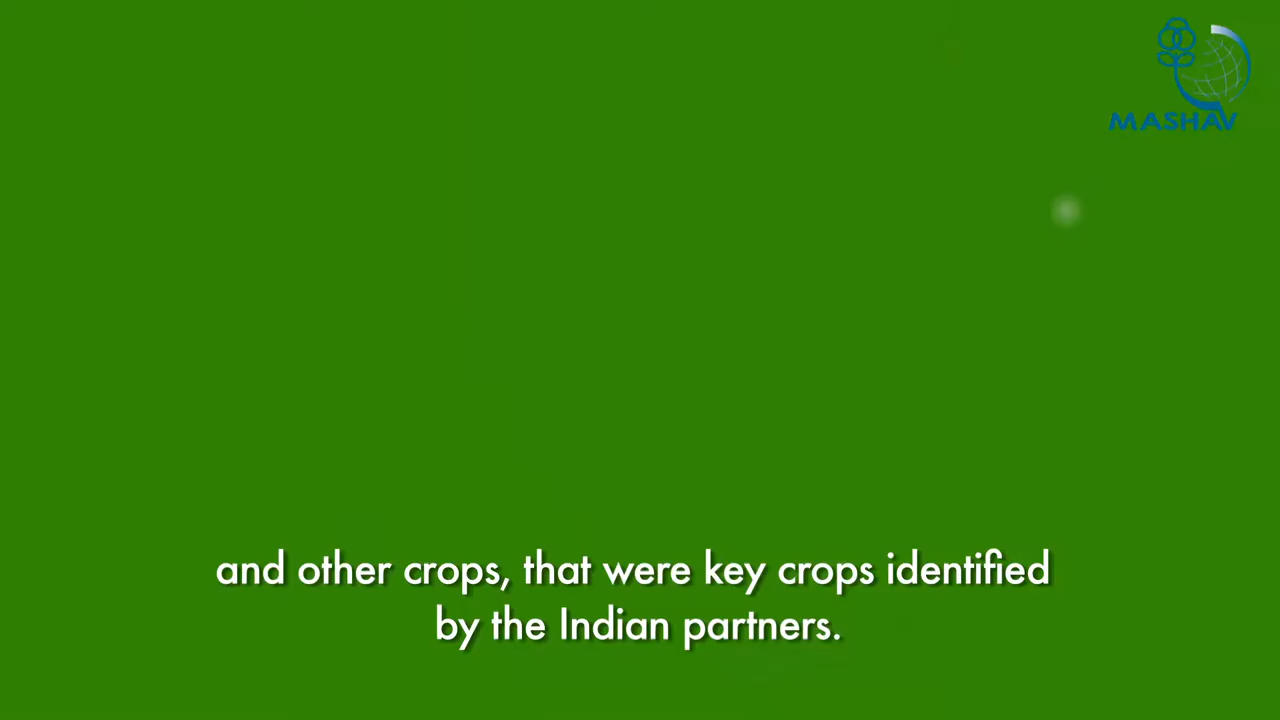 MASHAV
and other crops, that were key crops identified
by the Indian partners.